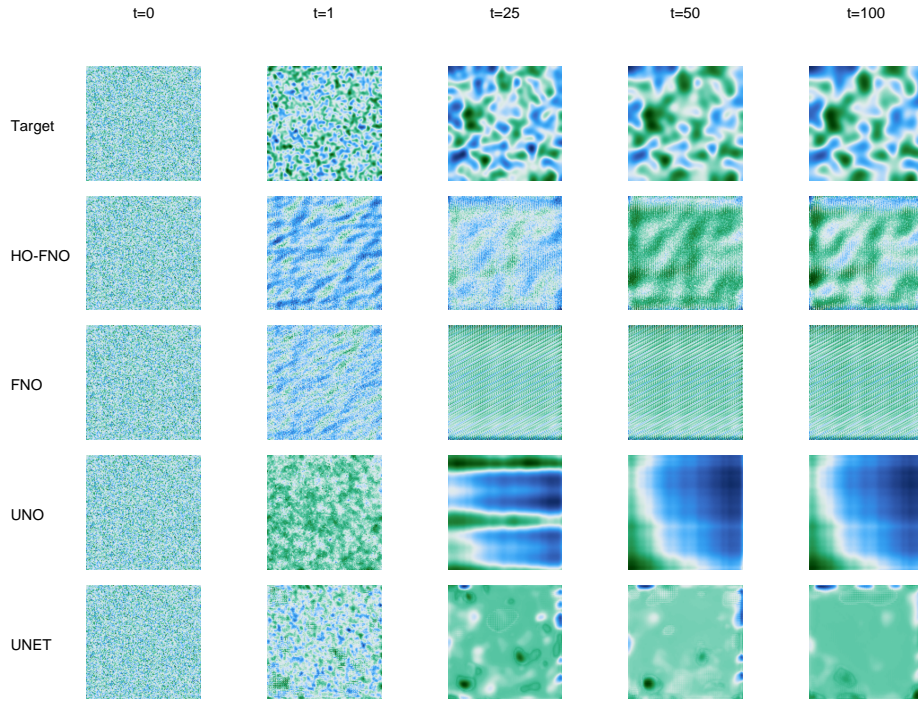 t=0 t=1 t=25 t=50 t=100
Target
HO-FNO
FNO
UNO
UNET